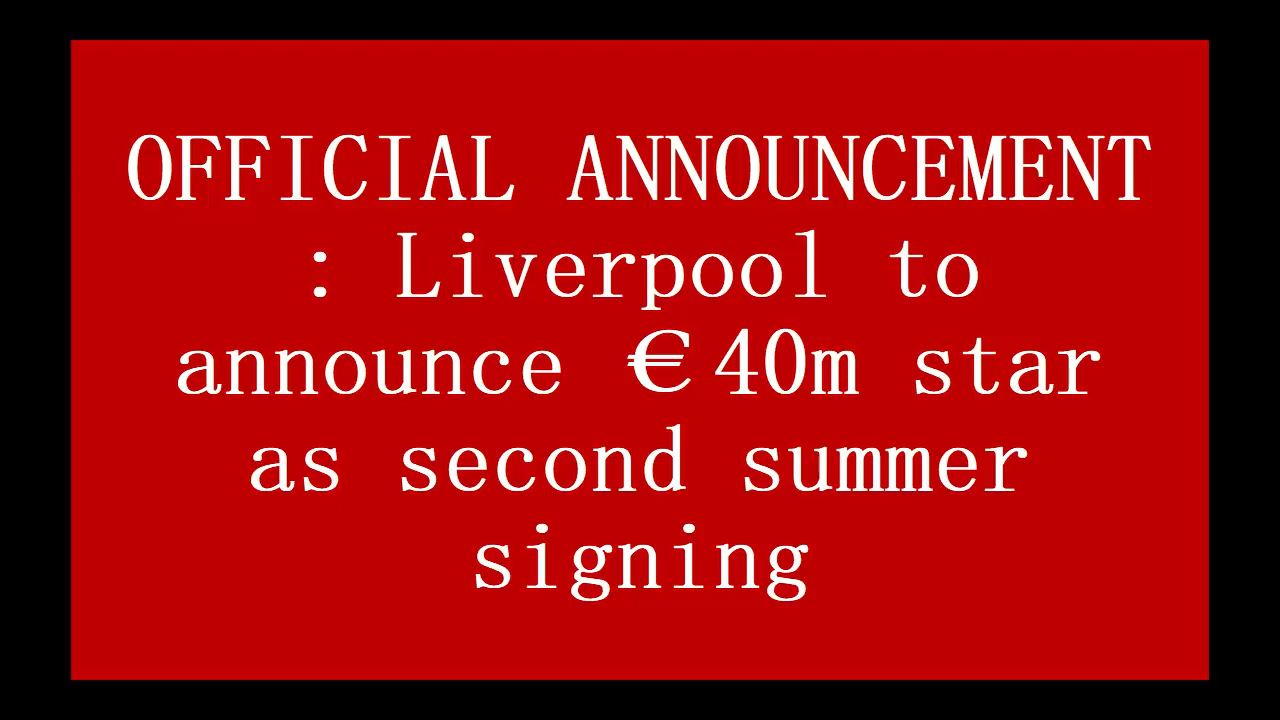 OFFICIAL ANNOUNCEMENT
: Liverpool to
announce €40m star
as second summer
signing